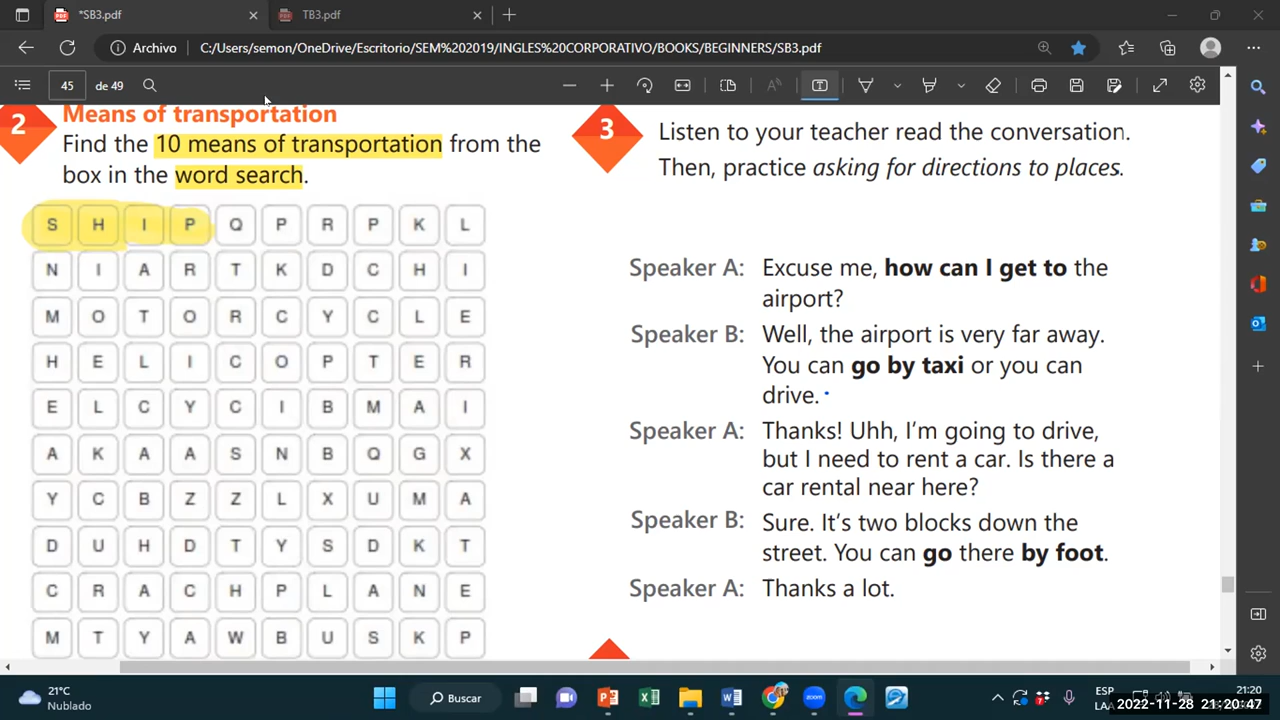 *SB3.pdf
TB3.pdf
Archivo
C:/Users/semon/OneDrive/Escritorio/SEM%202019/INGLES%20CORPORATIVO/BOOKS/BEGINNERS/SB3.pdf
45
de 49
2
Means of transportation
Find the 10 means of transportation from the
box in the word search.
S H I P Q P R P K L
N I A R T K D C H I
M O T O R C Y C L E
H E L I C O P T E R
E L C Y C I B M A I
A K A A S N B Q G X
Y C B Z Z L X U M A
D U H D T Y S D K T
C R A C H P L A N E
M T Y A W B U S K P
3
Listen to your teacher read the conversation.
Then, practice asking for directions to places.
Speaker A: Excuse me, how can I get to the
airport?
Speaker B: Well, the airport is very far away.
You can go by taxi or you can
drive.
Speaker A: Thanks! Uhh, I'm going to drive,
but I need to rent a car. Is there a
car rental near here?
Speaker B: Sure. It's two blocks down the
street. You can go there by foot.
Speaker A: Thanks a lot.
21°C
Nublado
Buscar
zoom
ESP
LAA
21:20
2022-11-28 21:20:47